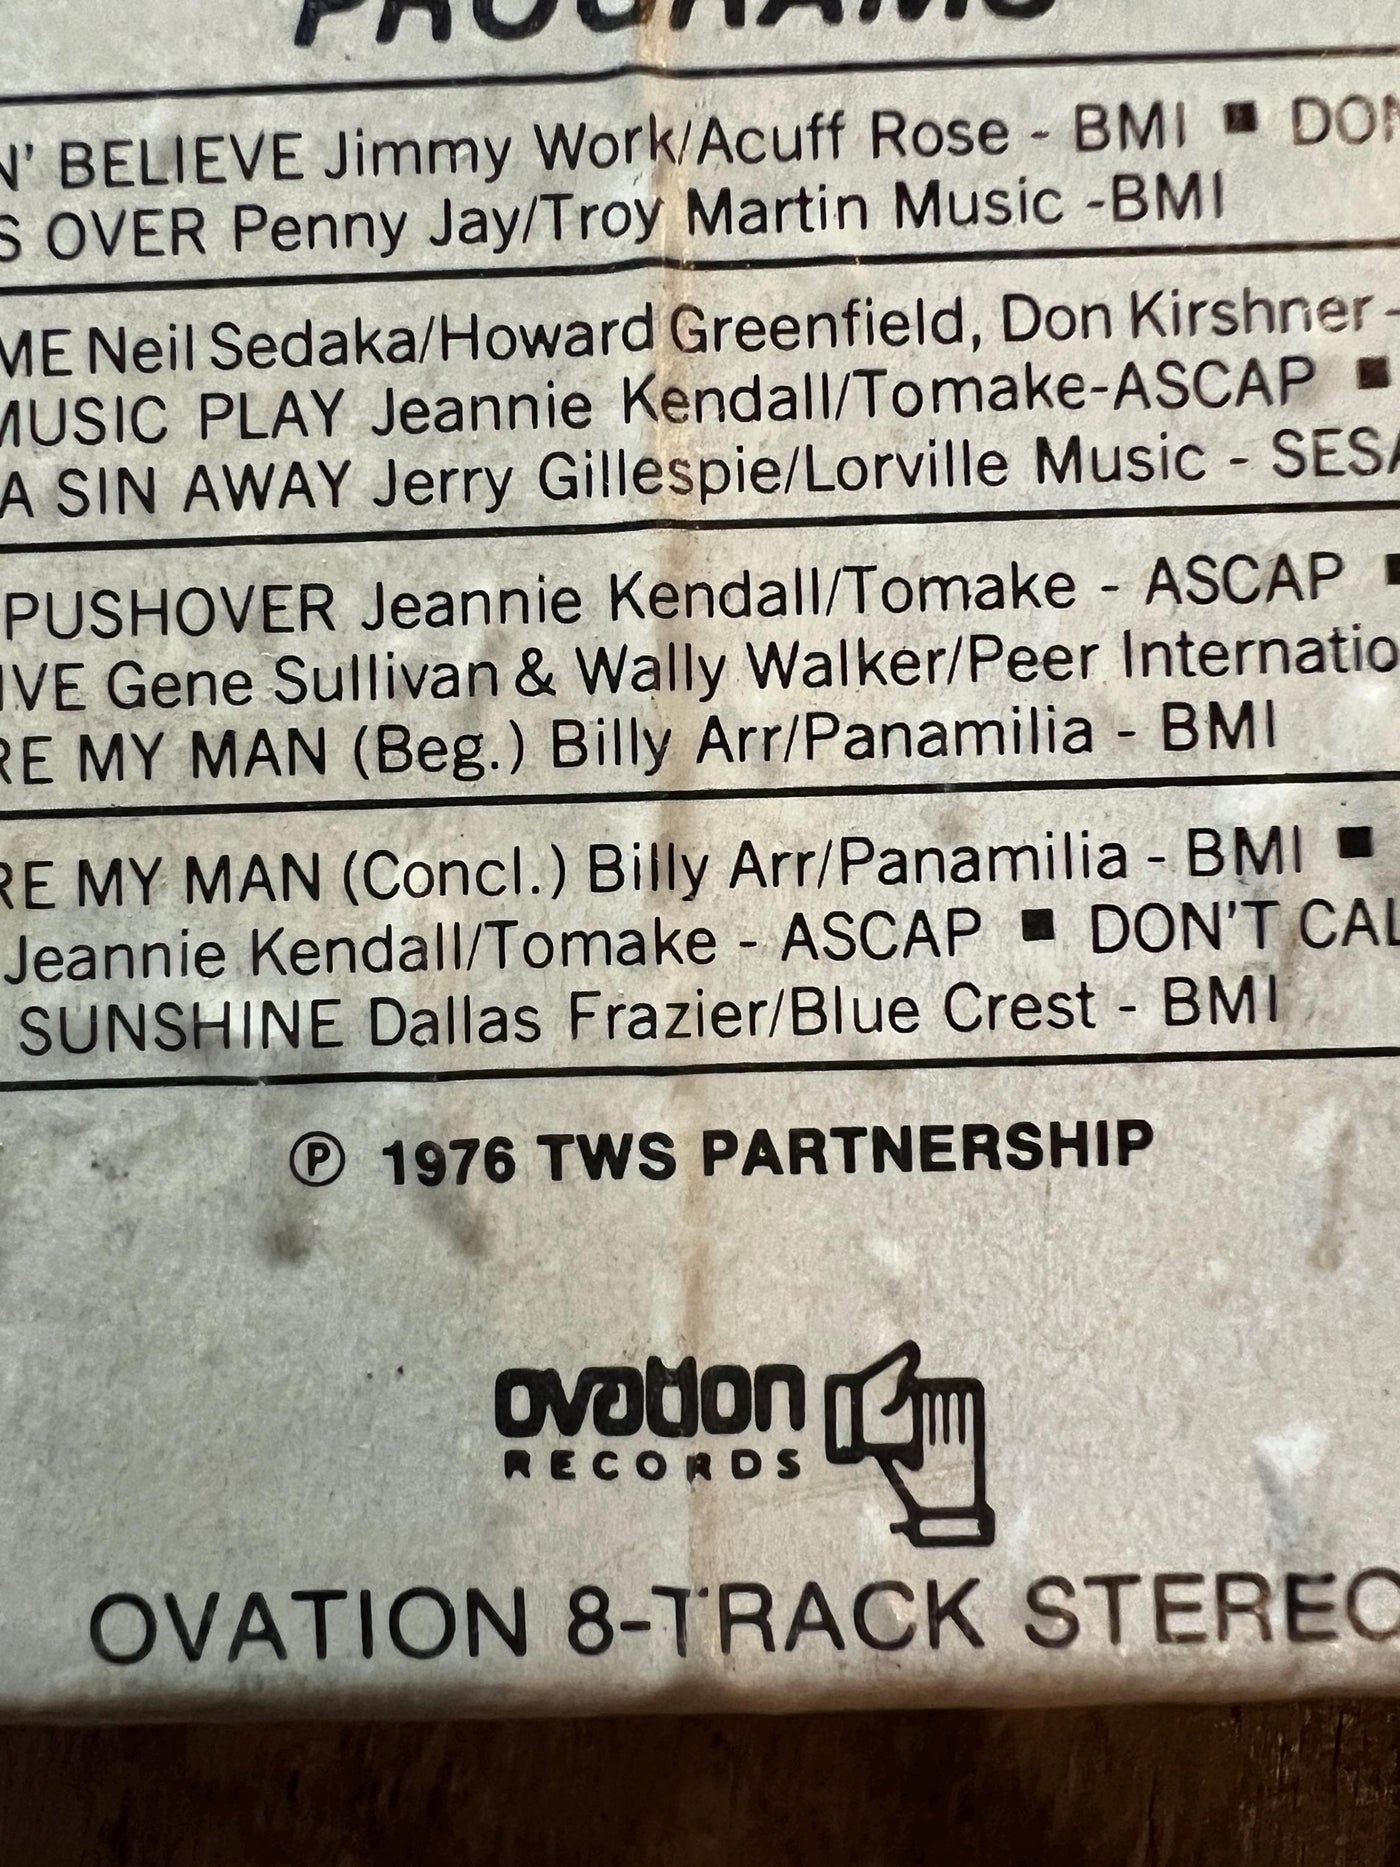 PROGRAMS
N' BELIEVE Jimmy Work/Acuff Rose - BMI ■ DON
S OVER Penny Jay/Troy Martin Music -BMI
ME Neil Sedaka/Howard Greenfield, Don Kirshner -
MUSIC PLAY Jeannie Kendall/Tomake-ASCAP ■
A SIN AWAY Jerry Gillespie/Lorville Music - SESA
PUSHOVER Jeannie Kendall/Tomake - ASCAP ■
IVE Gene Sullivan & Wally Walker/Peer Internatio
RE MY MAN (Beg.) Billy Arr/Panamilia - BMI
RE MY MAN (Concl.) Billy Arr/Panamilia - BMI ■
Jeannie Kendall/Tomake - ASCAP ■ DON'T CAL
SUNSHINE Dallas Frazier/Blue Crest - BMI
Ⓟ 1976 TWS PARTNERSHIP
ovation
RECORDS
OVATION 8-TRACK STEREO